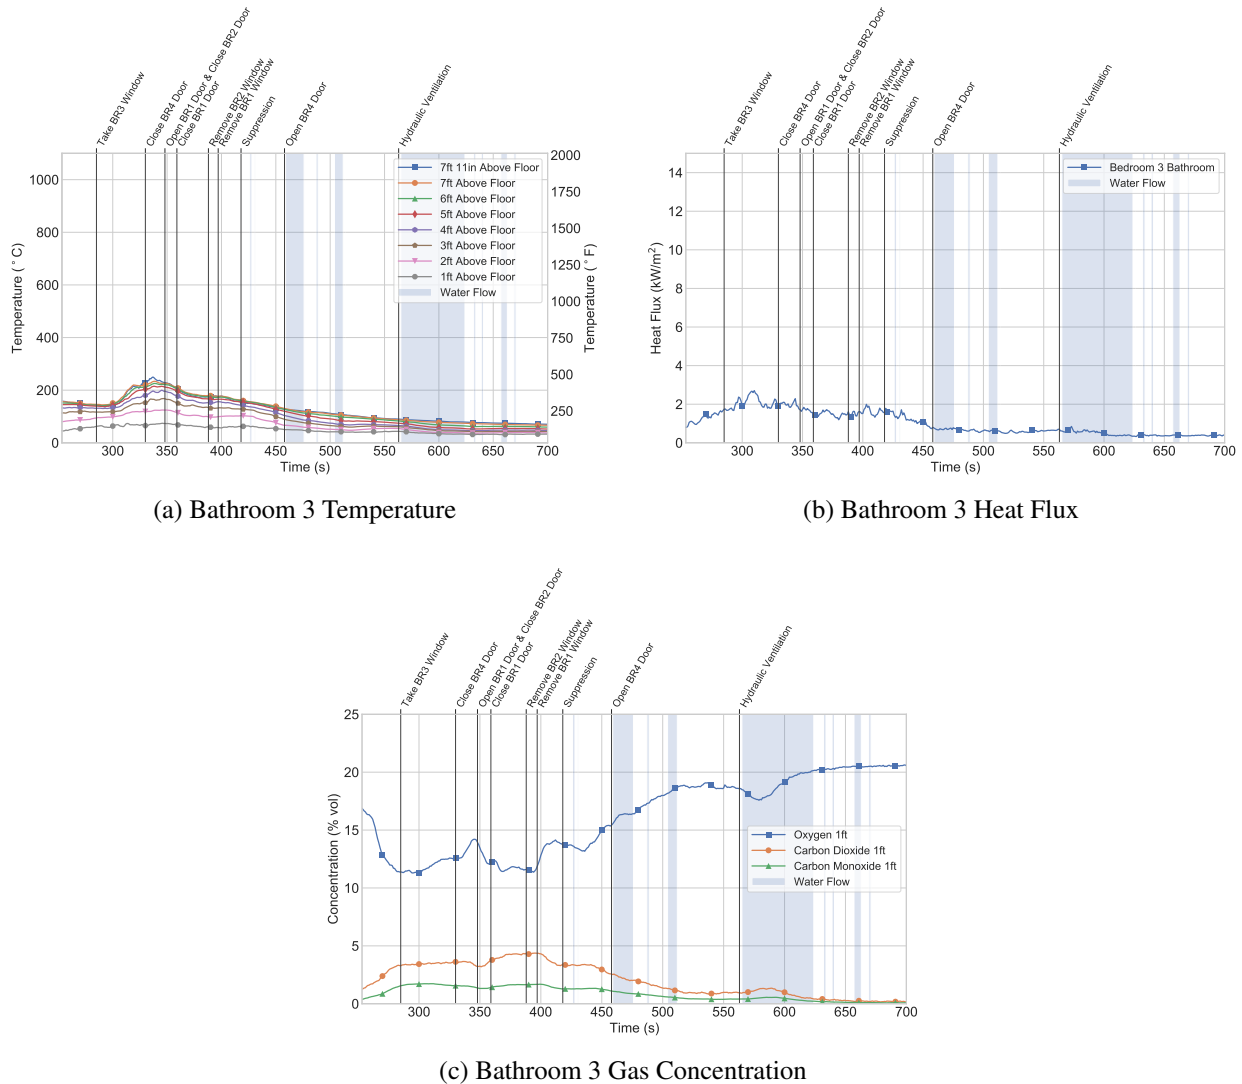 Take BR3 Window
Close BR4 Door
Open BR1 Door & Close BR2 Door
Close BR1 Door
Remove BR2 Window
Remove BR1 Window
Suppression
Open BR4 Door
Hydraulic Ventilation
1000
800
600
400
200
0
Temperature (°C)
2000
1750
1500
1250
1000
750
500
250
Temperature (°F)
7ft 11in Above Floor
7ft Above Floor
6ft Above Floor
5ft Above Floor
4ft Above Floor
3ft Above Floor
2ft Above Floor
1ft Above Floor
Water Flow
300 350 400 450 500 550 600 650 700
Time (s)
(a) Bathroom 3 Temperature
Take BR3 Window
Close BR4 Door
Open BR1 Door & Close BR2 Door
Close BR1 Door
Remove BR2 Window
Remove BR1 Window
Suppression
Open BR4 Door
Hydraulic Ventilation
14
12
10
8
6
4
2
0
Heat Flux (kW/m²)
Bedroom 3 Bathroom
Water Flow
300 350 400 450 500 550 600 650 700
Time (s)
(b) Bathroom 3 Heat Flux
Take BR3 Window
Close BR4 Door
Open BR1 Door & Close BR2 Door
Close BR1 Door
Remove BR2 Window
Remove BR1 Window
Suppression
Open BR4 Door
Hydraulic Ventilation
25
20
15
10
5
0
Concentration (% vol)
Oxygen 1ft
Carbon Dioxide 1ft
Carbon Monoxide 1ft
Water Flow
300 350 400 450 500 550 600 650 700
Time (s)
(c) Bathroom 3 Gas Concentration